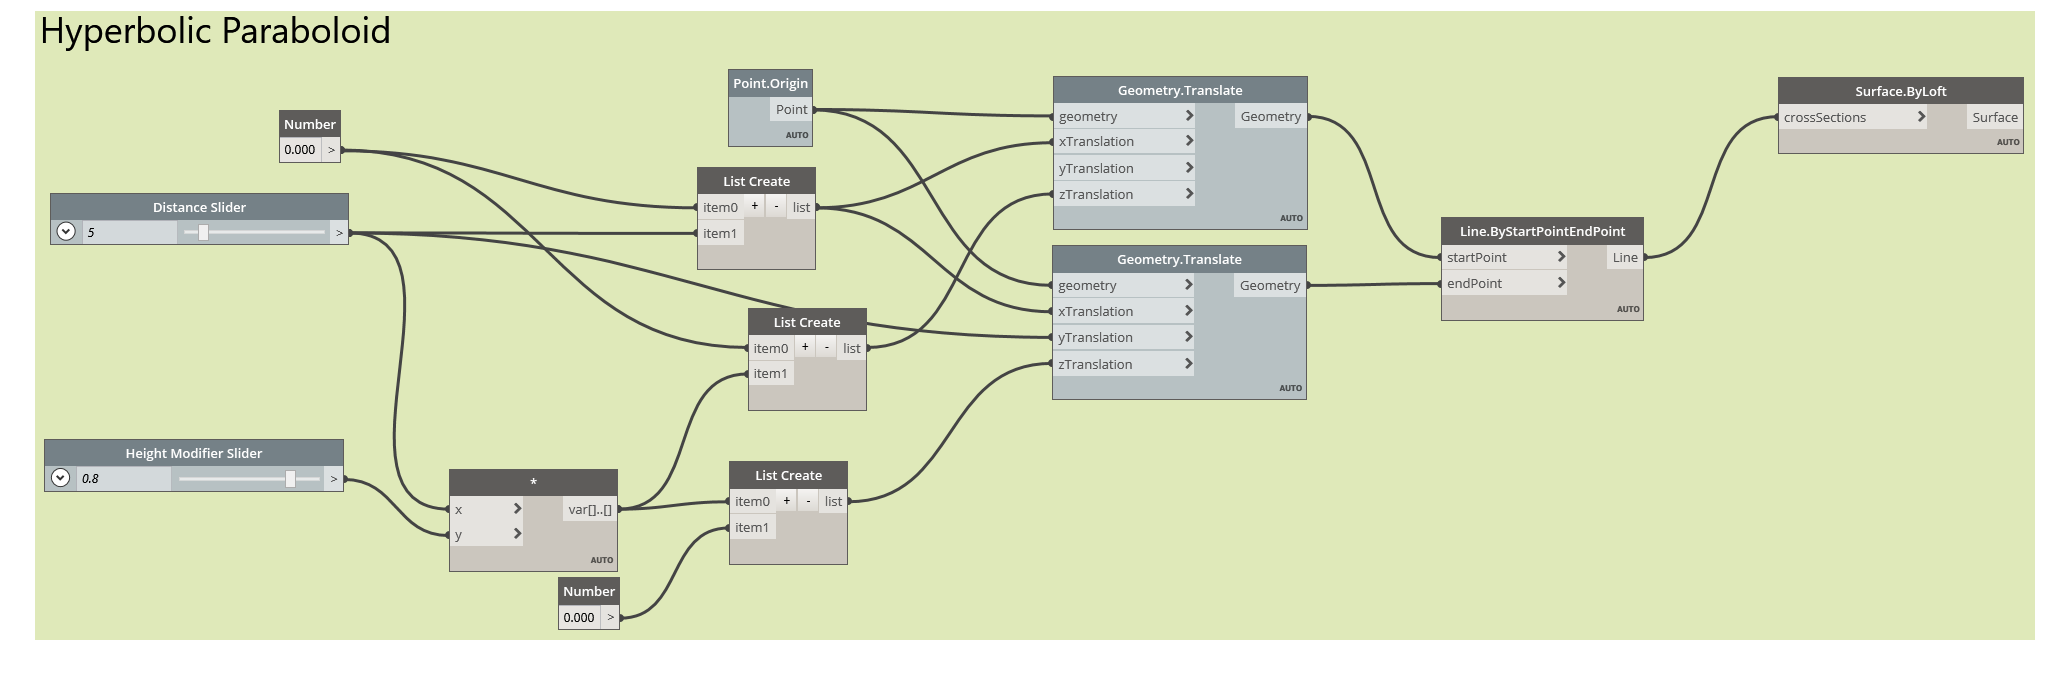 Hyperbolic Paraboloid
Number
0.000 >
Distance Slider
5 >
Height Modifier Slider
0.8 >
*
x > var[]..[]
y >
AUTO
Number
0.000 >
Point.Origin
Point
AUTO
List Create
item0 + - list
item1
List Create
item0 + - list
item1
List Create
item0 + - list
item1
Geometry.Translate
geometry > Geometry
xTranslation >
yTranslation >
zTranslation >
AUTO
Geometry.Translate
geometry > Geometry
xTranslation >
yTranslation >
zTranslation >
AUTO
Line.ByStartPointEndPoint
startPoint > Line
endPoint >
AUTO
Surface.ByLoft
crossSections > Surface
AUTO